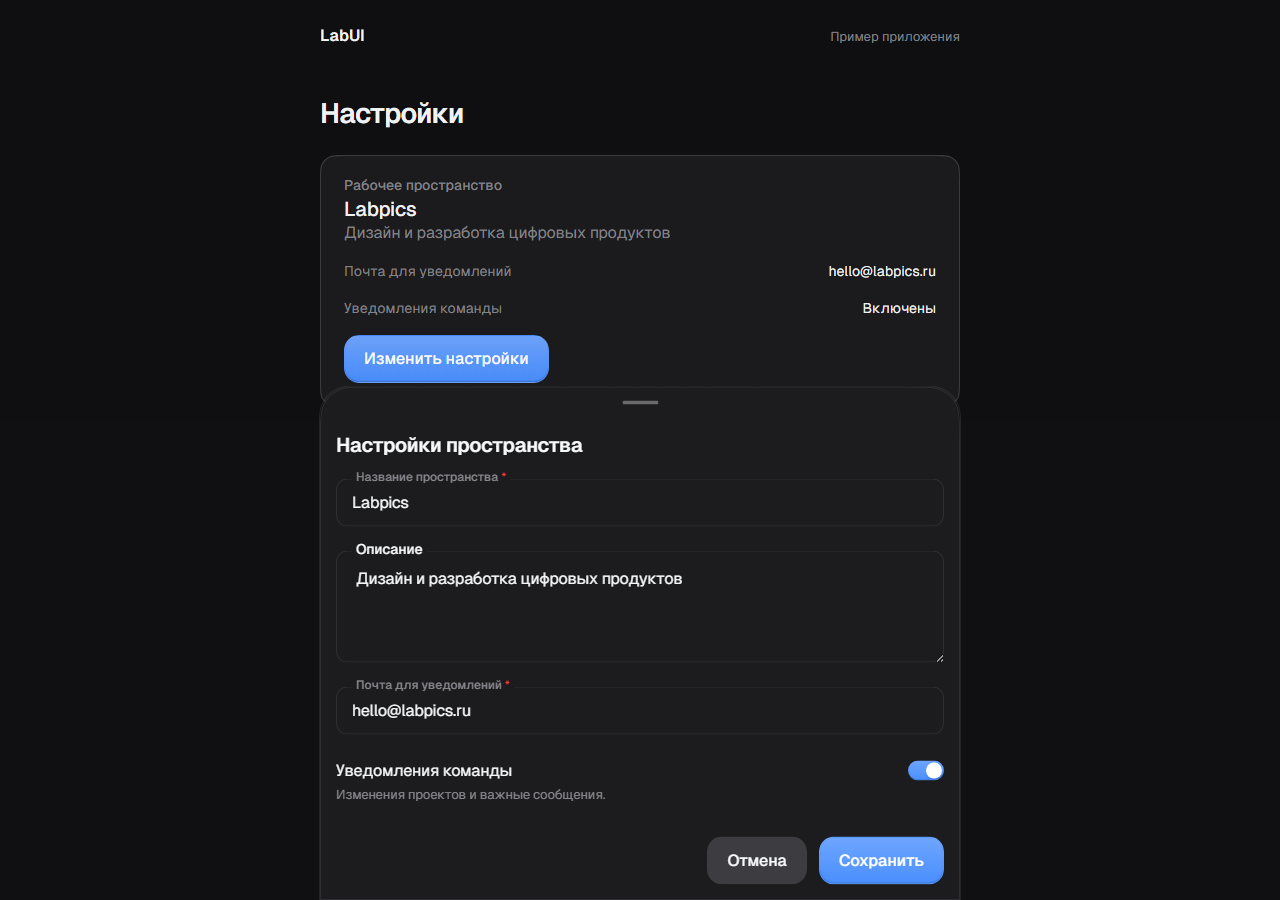 LabUI
Пример приложения
Настройки
Рабочее пространство
Labpics
Дизайн и разработка цифровых продуктов
Почта для уведомлений
hello@labpics.ru
Уведомления команды
Включены
Изменить настройки
Настройки пространства
Название пространства *
Labpics
Описание
Дизайн и разработка цифровых продуктов
Почта для уведомлений *
hello@labpics.ru
Уведомления команды
Изменения проектов и важные сообщения.
Отмена
Сохранить